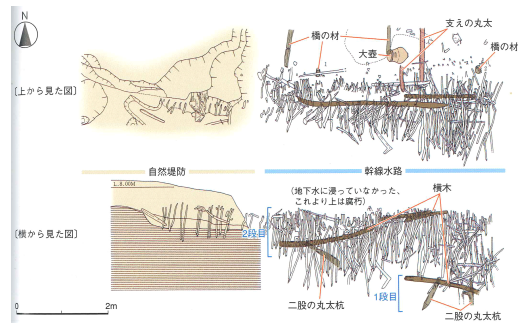 N
橋の材
大壺
支えの丸太
橋の材
〔上から見た図〕
自然堤防
幹線水路
L.8.00M
（地下水に浸っていなかった、
これより上は腐朽）
横木
〔横から見た図〕
2段目
1段目
二股の丸太杭
二股の丸太杭
0
2m